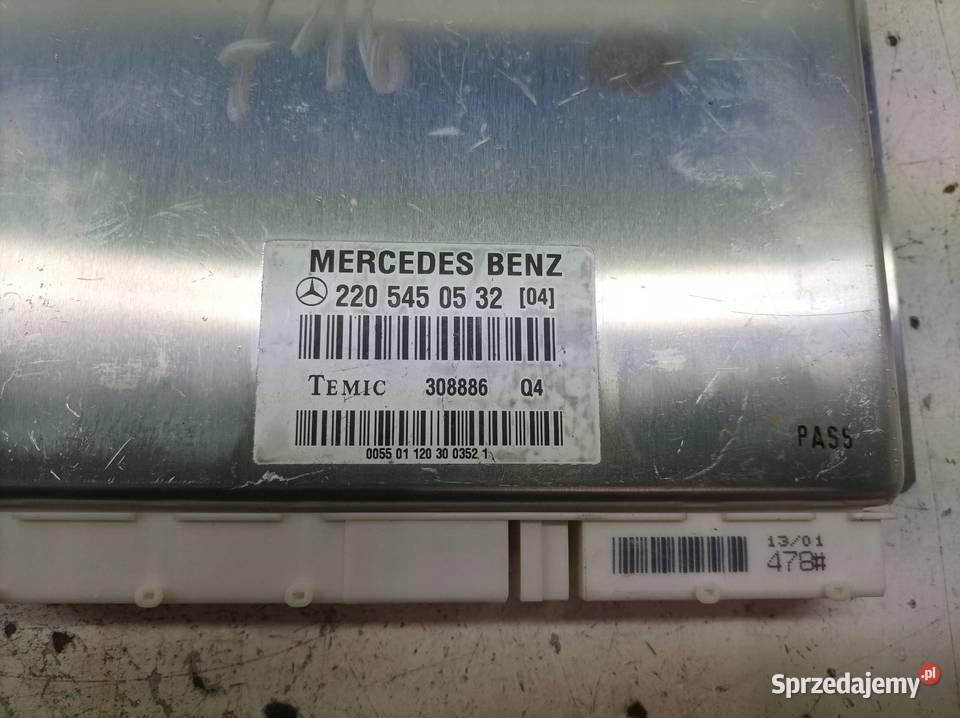 MERCEDES BENZ
220 545 05 32 [04]
TEMIC 308886 Q4
0055 01 120 30 0352 1
PASS
13/01
478#
Sprzedajemy.pl